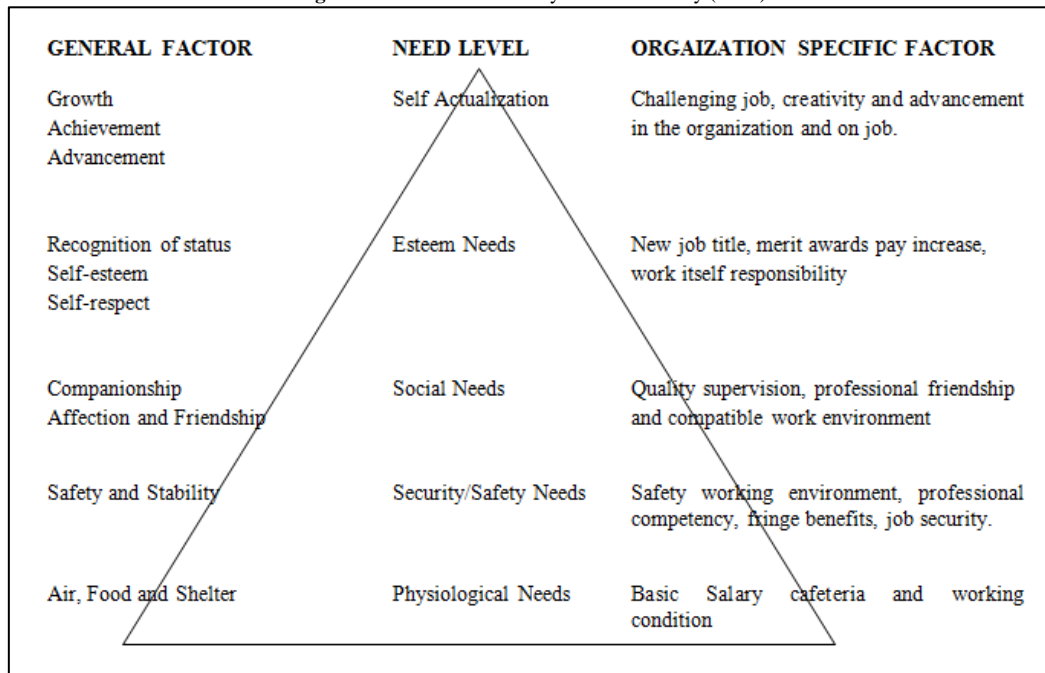 GENERAL FACTOR NEED LEVEL ORGAIZATION SPECIFIC FACTOR
Growth Self Actualization Challenging job, creativity and advancement
Achievement in the organization and on job.
Advancement
Recognition of status Esteem Needs New job title, merit awards pay increase,
Self-esteem work itself responsibility
Self-respect
Companionship Social Needs Quality supervision, professional friendship
Affection and Friendship and compatible work environment
Safety and Stability Security/Safety Needs Safety working environment, professional
competency, fringe benefits, job security.
Air, Food and Shelter Physiological Needs Basic Salary cafeteria and working
condition